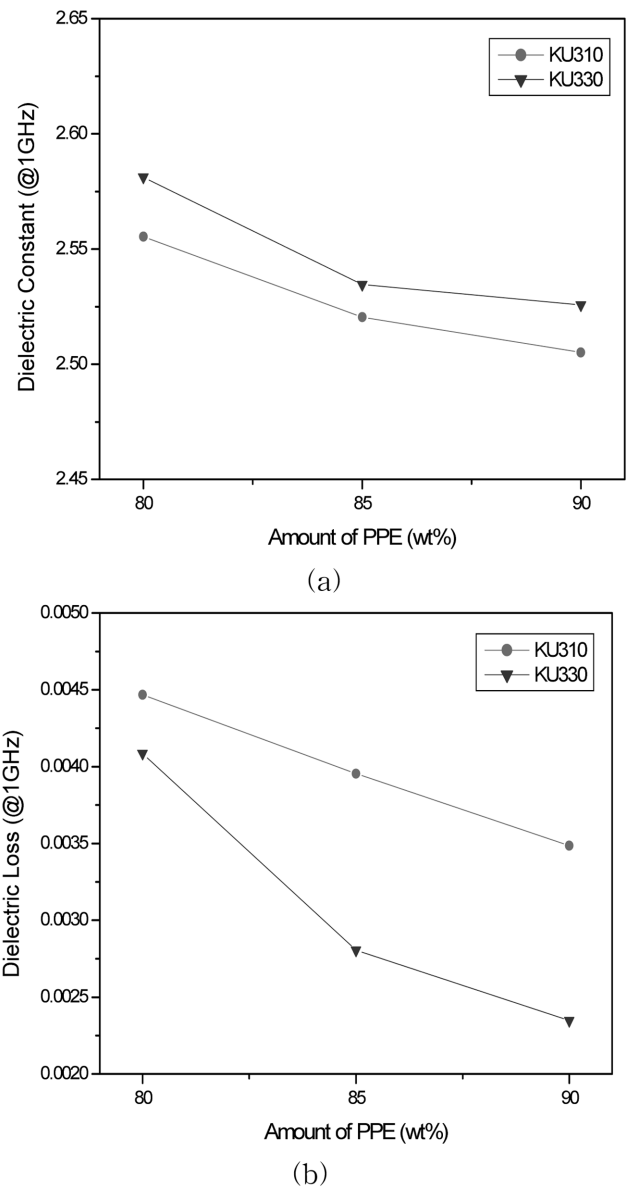 2.65
2.60
2.55
2.50
2.45
Dielectric Constant (@1GHz)
KU310
KU330
80 85 90
Amount of PPE (wt%)
(a)
0.0050
0.0045
0.0040
0.0035
0.0030
0.0025
0.0020
Dielectric Loss (@1GHz)
KU310
KU330
80 85 90
Amount of PPE (wt%)
(b)